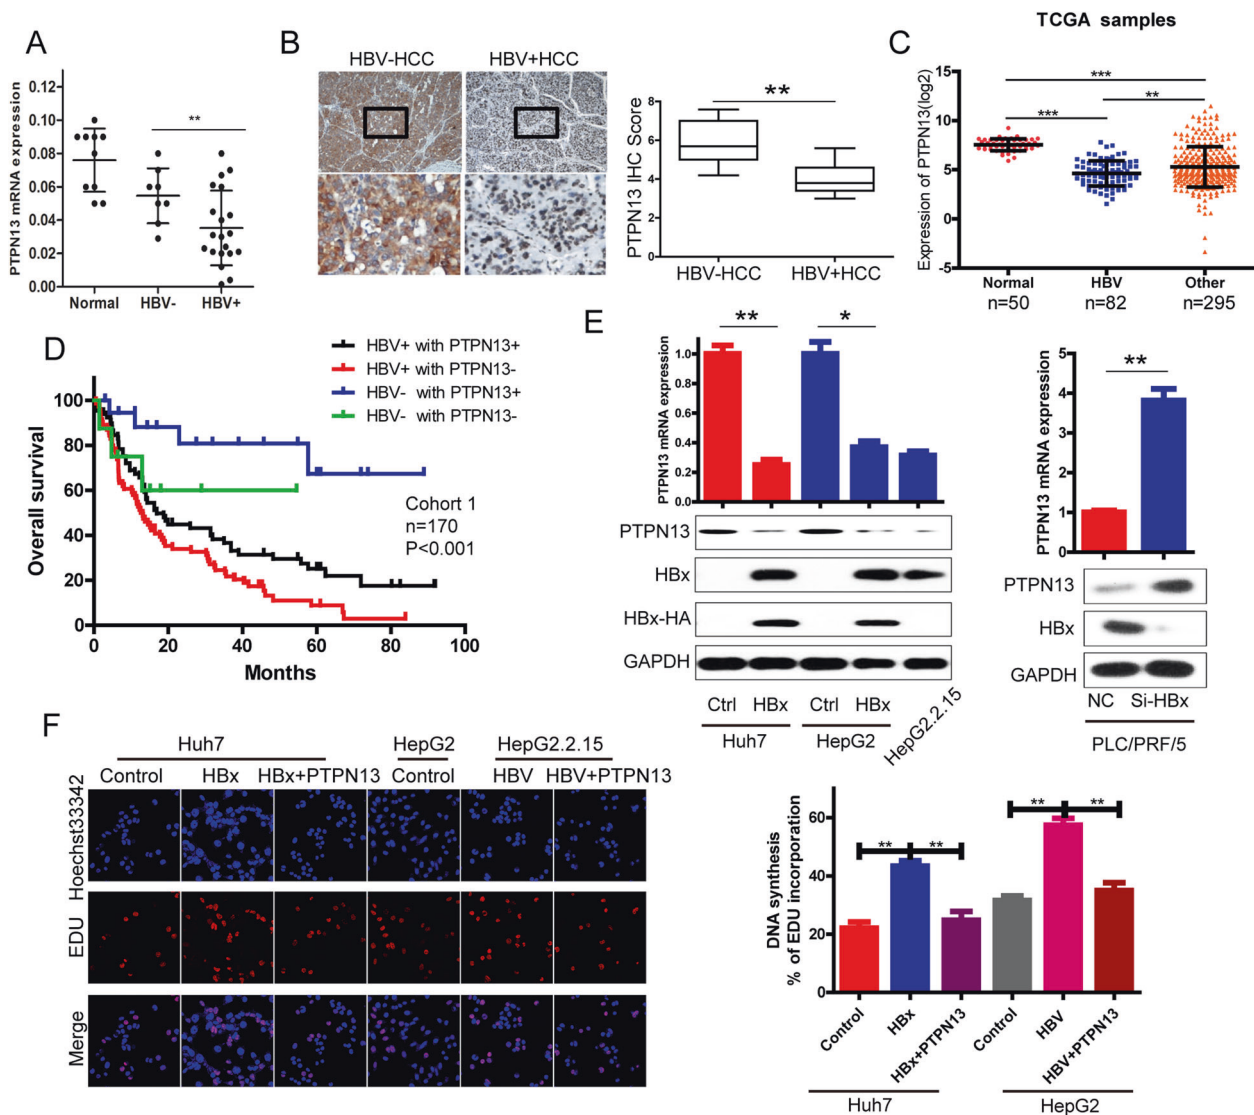 A
PTPN13 mRNA expression
0.12
0.10
0.08
0.06
0.04
0.02
0.00
**
Normal HBV- HBV+
B
HBV-HCC HBV+HCC
PTPN13 IHC Score
8
6
4
2
0
**
HBV-HCC HBV+HCC
TCGA samples
C
Expression of PTPN13(log2)
15
10
5
0
-5
***
*** **
Normal HBV Other
n=50 n=82 n=295
D
HBV+ with PTPN13+
HBV+ with PTPN13-
HBV- with PTPN13+
HBV- with PTPN13-
Overall survival
100
80
60
40
20
0
Cohort 1
n=170
P<0.001
0 20 40 60 80 100
Months
E
PTPN13 mRNA expression
1.0
0.8
0.6
0.4
0.2
0.0
** *
PTPN13
HBx
HBx-HA
GAPDH
Ctrl HBx Ctrl HBx HepG2.2.15
Huh7 HepG2
PTPN13 mRNA expression
5
4
3
2
1
0
**
PTPN13
HBx
GAPDH
NC Si-HBx
PLC/PRF/5
F
Huh7 HepG2 HepG2.2.15
Control HBx HBx+PTPN13 Control HBV HBV+PTPN13
Hoechst33342
EDU
Merge
DNA synthesis
% of EDU incorporation
60
40
20
0
** ** ** **
Control HBx HBx+PTPN13 Control HBV HBV+PTPN13
Huh7 HepG2